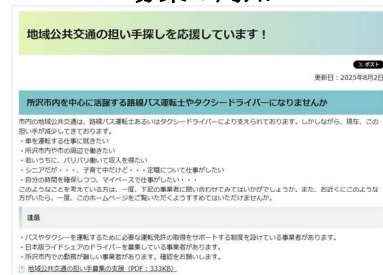 地域公共交通の担い手探しを応援しています！
X ポスト
更新日：2025年8月2日
所沢市内を中心に活躍する路線バス運転士やタクシードライバーになりませんか
市内の地域公共交通は、路線バス運転士あるいはタクシードライバーにより支えられております。しかしながら、現在、この
担い手が減少してきております。
・車を運転する仕事に就きたい
・所沢市内や市の周辺で働きたい
・若いうちに、バリバリ働いて収入を得たい
・シニアだが・・・、子育て中だけど・・・定職について仕事がしたい
・自分の時間を確保しつつ、マイペースで仕事がしたい・・・
このようなことを考えている方は、一度、下記の事業者に問い合わせてみてはいかがでしょうか。また、お近くにこのような
方がいたら、一度、このホームページをご覧いただくようすすめてはいただけませんか。
注意
・バスやタクシーを運転するために必要な運転免許の取得をサポートする制度を設けている事業者があります。
・日本版ライドシェアのドライバーを募集している事業者があります。
・所沢市内での勤務が難しい事業者があります。確認をお願いします。
地域公共交通の担い手募集の支援（PDF：333KB）